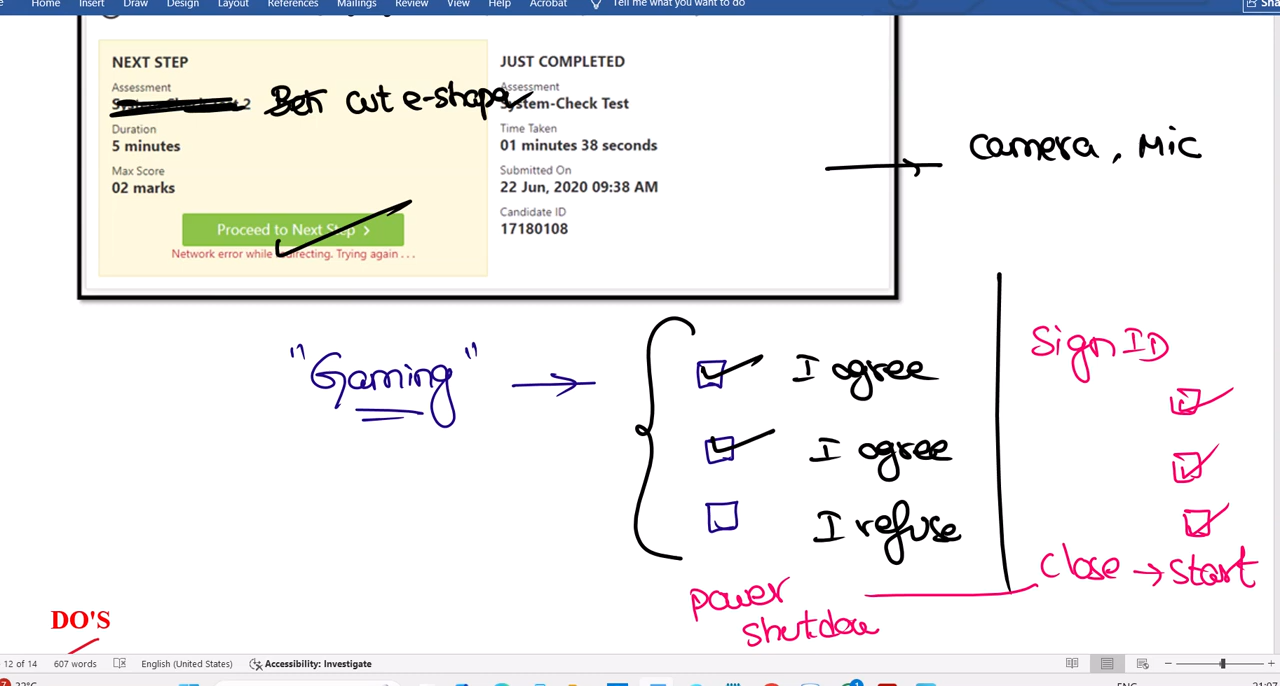 Home Insert Draw Design Layout References Mailings Review View Help Acrobat Tell me what you want to do
NEXT STEP
Assessment
cut e-shape
Duration
5 minutes
Max Score
02 marks
Proceed to Next Step >
Network error while redirecting. Trying again . . .
JUST COMPLETED
Assessment
System-Check Test
Time Taken
01 minutes 38 seconds
Submitted On
22 Jun, 2020 09:38 AM
Candidate ID
17180108
Camera, Mic
"Gaming"
I agree
I agree
I refuse
Sign ID
Close → Start
power
shutdow
DO'S
12 of 14 607 words English (United States) Accessibility: Investigate
ENG